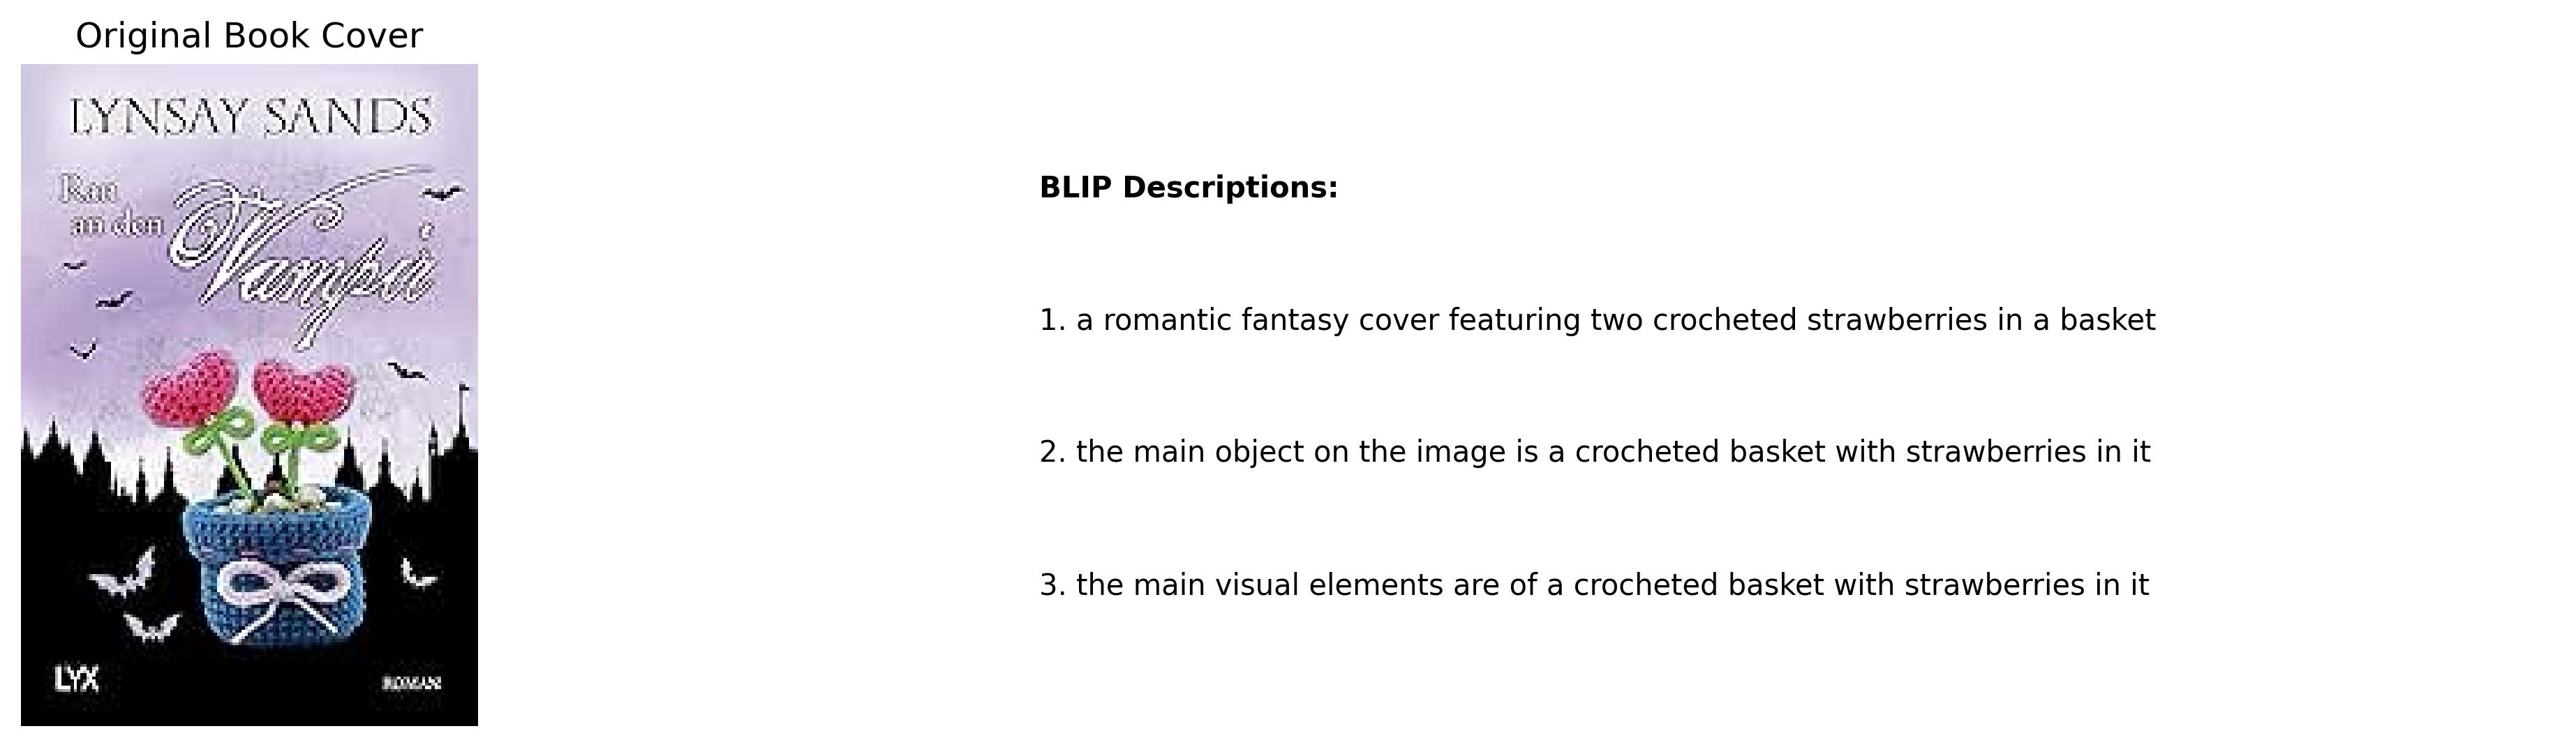 Original Book Cover
LYNSAY SANDS
Ran
an den
Vampir
LYX
ROMAN
BLIP Descriptions:
1. a romantic fantasy cover featuring two crocheted strawberries in a basket
2. the main object on the image is a crocheted basket with strawberries in it
3. the main visual elements are of a crocheted basket with strawberries in it